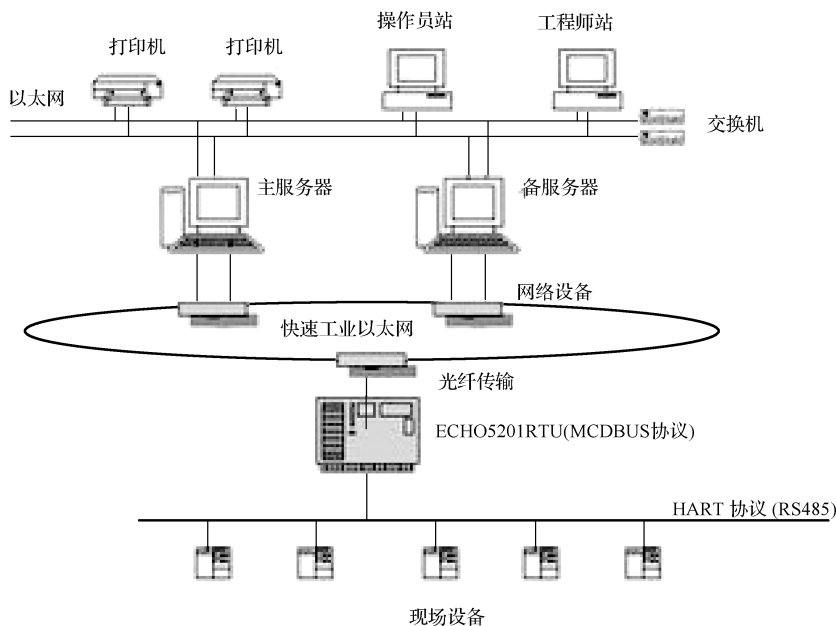 操作员站
工程师站
打印机
打印机
以太网
交换机
主服务器
备服务器
网络设备
快速工业以太网
光纤传输
ECHO5201RTU(MCDBUS协议)
HART 协议 (RS485)
现场设备